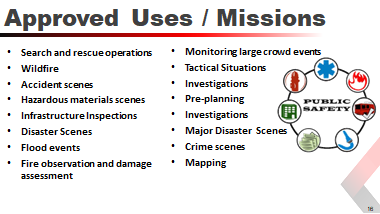 Approved Uses / Missions
• Search and rescue operations
• Wildfire
• Accident scenes
• Hazardous materials scenes
• Infrastructure Inspections
• Disaster Scenes
• Flood events
• Fire observation and damage
assessment
• Monitoring large crowd events
• Tactical Situations
• Investigations
• Pre-planning
• Investigations
• Major Disaster Scenes
• Crime scenes
• Mapping
PUBLIC
SAFETY
16